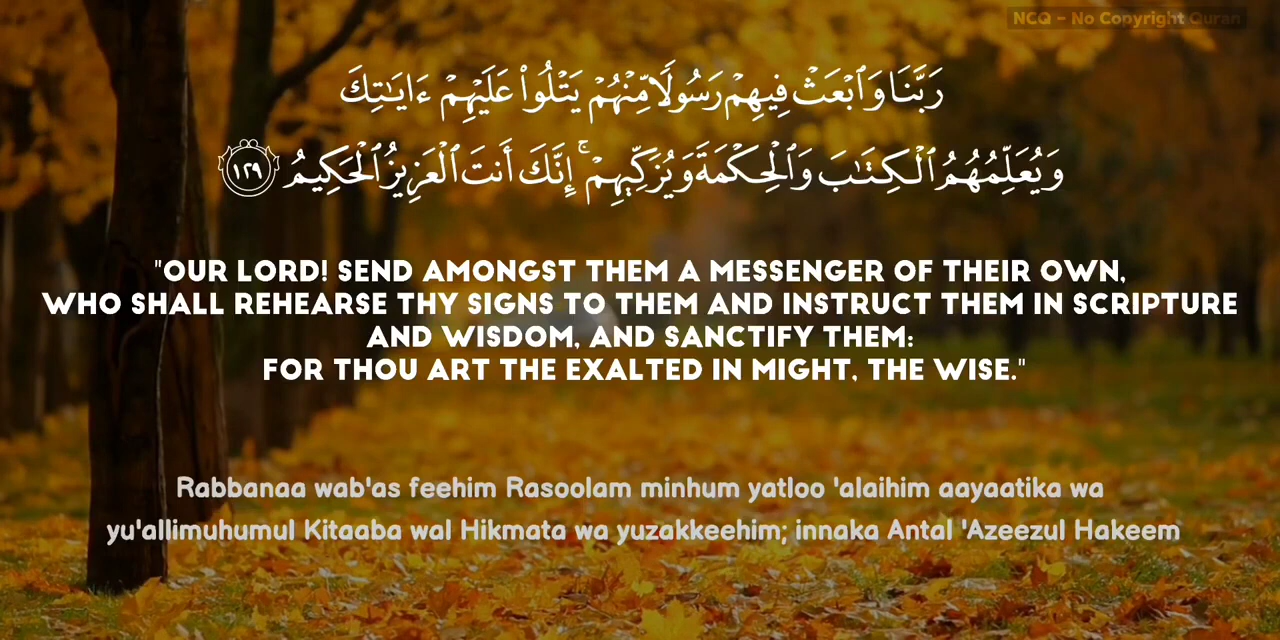 NCQ - No Copyright Quran
رَبَّنَا وَٱبْعَثْ فِيهِمْ رَسُولًا مِّنْهُمْ يَتْلُوا۟ عَلَيْهِمْ ءَايَـٰتِكَ
وَيُعَلِّمُهُمُ ٱلْكِتَـٰبَ وَٱلْحِكْمَةَ وَيُزَكِّيهِمْ ۚ إِنَّكَ أَنتَ ٱلْعَزِيزُ ٱلْحَكِيمُ ١٢٩
"OUR LORD! SEND AMONGST THEM A MESSENGER OF THEIR OWN,
WHO SHALL REHEARSE THY SIGNS TO THEM AND INSTRUCT THEM IN SCRIPTURE
AND WISDOM, AND SANCTIFY THEM:
FOR THOU ART THE EXALTED IN MIGHT, THE WISE."
Rabbanaa wab'as feehim Rasoolam minhum yatloo 'alaihim aayaatika wa
yu'allimuhumul Kitaaba wal Hikmata wa yuzakkeehim; innaka Antal 'Azeezul Hakeem